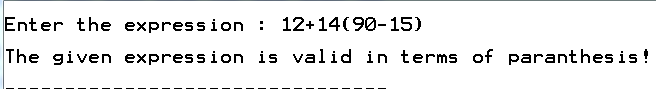 Enter the expression : 12+14(90-15)
The given expression is valid in terms of paranthesis!
--------------------------------